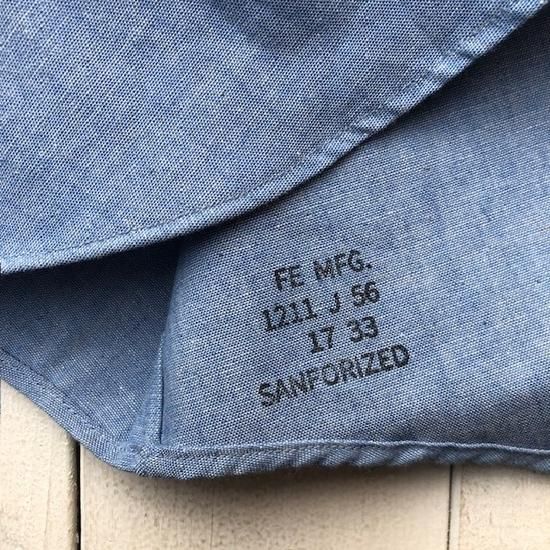 FE MFG.
1211 J 56
17 33
SANFORIZED